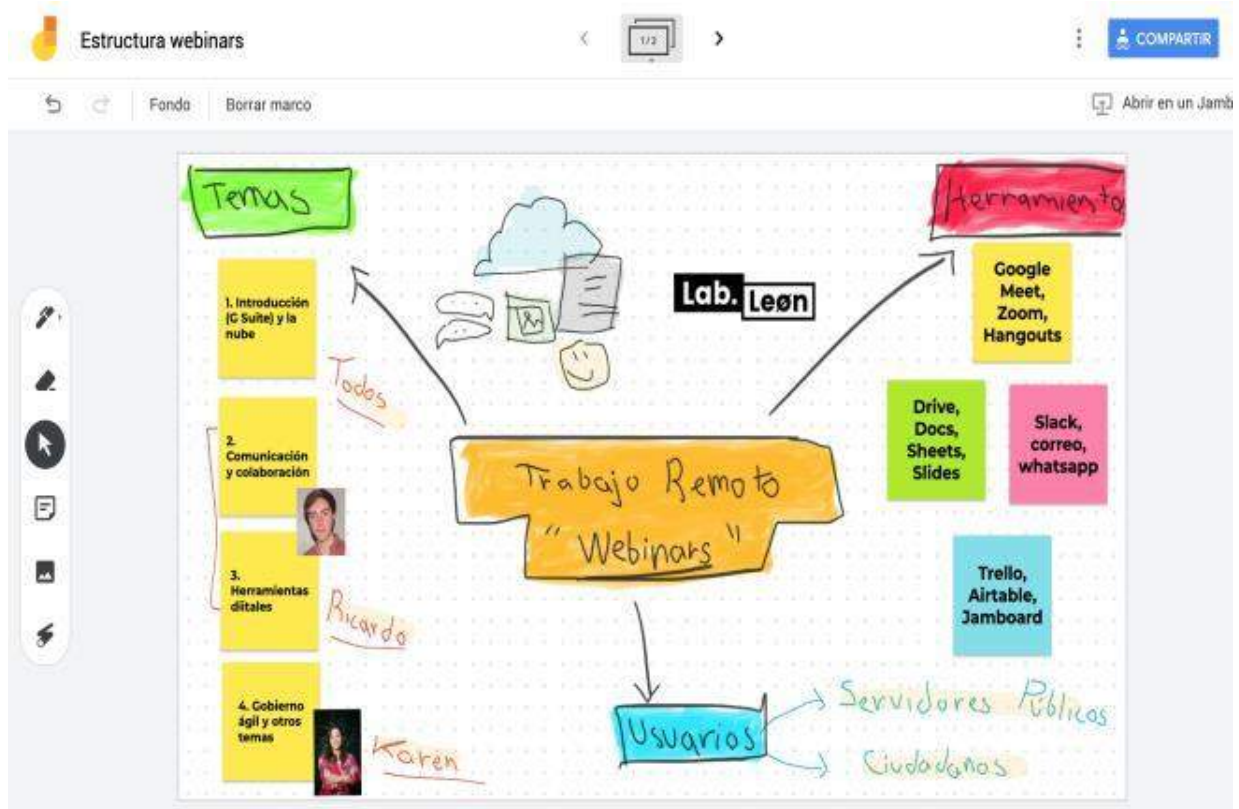 Estructura webinars
1/2
COMPARTIR
Fondo
Borrar marco
Abrir en un Jamb
Temas
Herramienta
1. Introducción
(G Suite) y la
nube
Todos
2.
Comunicación
y colaboración
3.
Herramientas
diitales
Ricardo
4. Gobierno
ágil y otros
temas
Karen
Lab.
Leøn
Trabajo Remoto
"Webinars"
Google
Meet,
Zoom,
Hangouts
Drive,
Docs,
Sheets,
Slides
Slack,
correo,
whatsapp
Trello,
Airtable,
Jamboard
Usuarios
Servidores Públicos
Ciudadanos